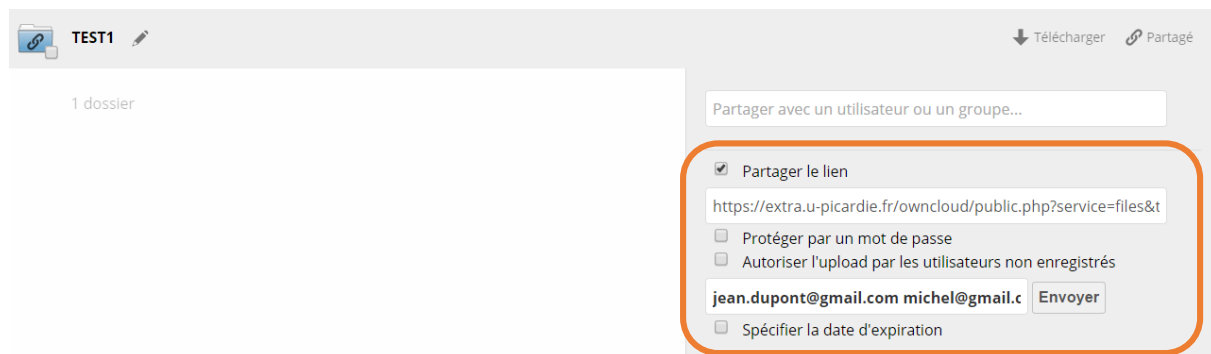 TEST1
Télécharger Partagé
1 dossier
Partager avec un utilisateur ou un groupe...
Partager le lien
https://extra.u-picardie.fr/owncloud/public.php?service=files&t
Protéger par un mot de passe
Autoriser l'upload par les utilisateurs non enregistrés
jean.dupont@gmail.com michel@gmail.c Envoyer
Spécifier la date d'expiration